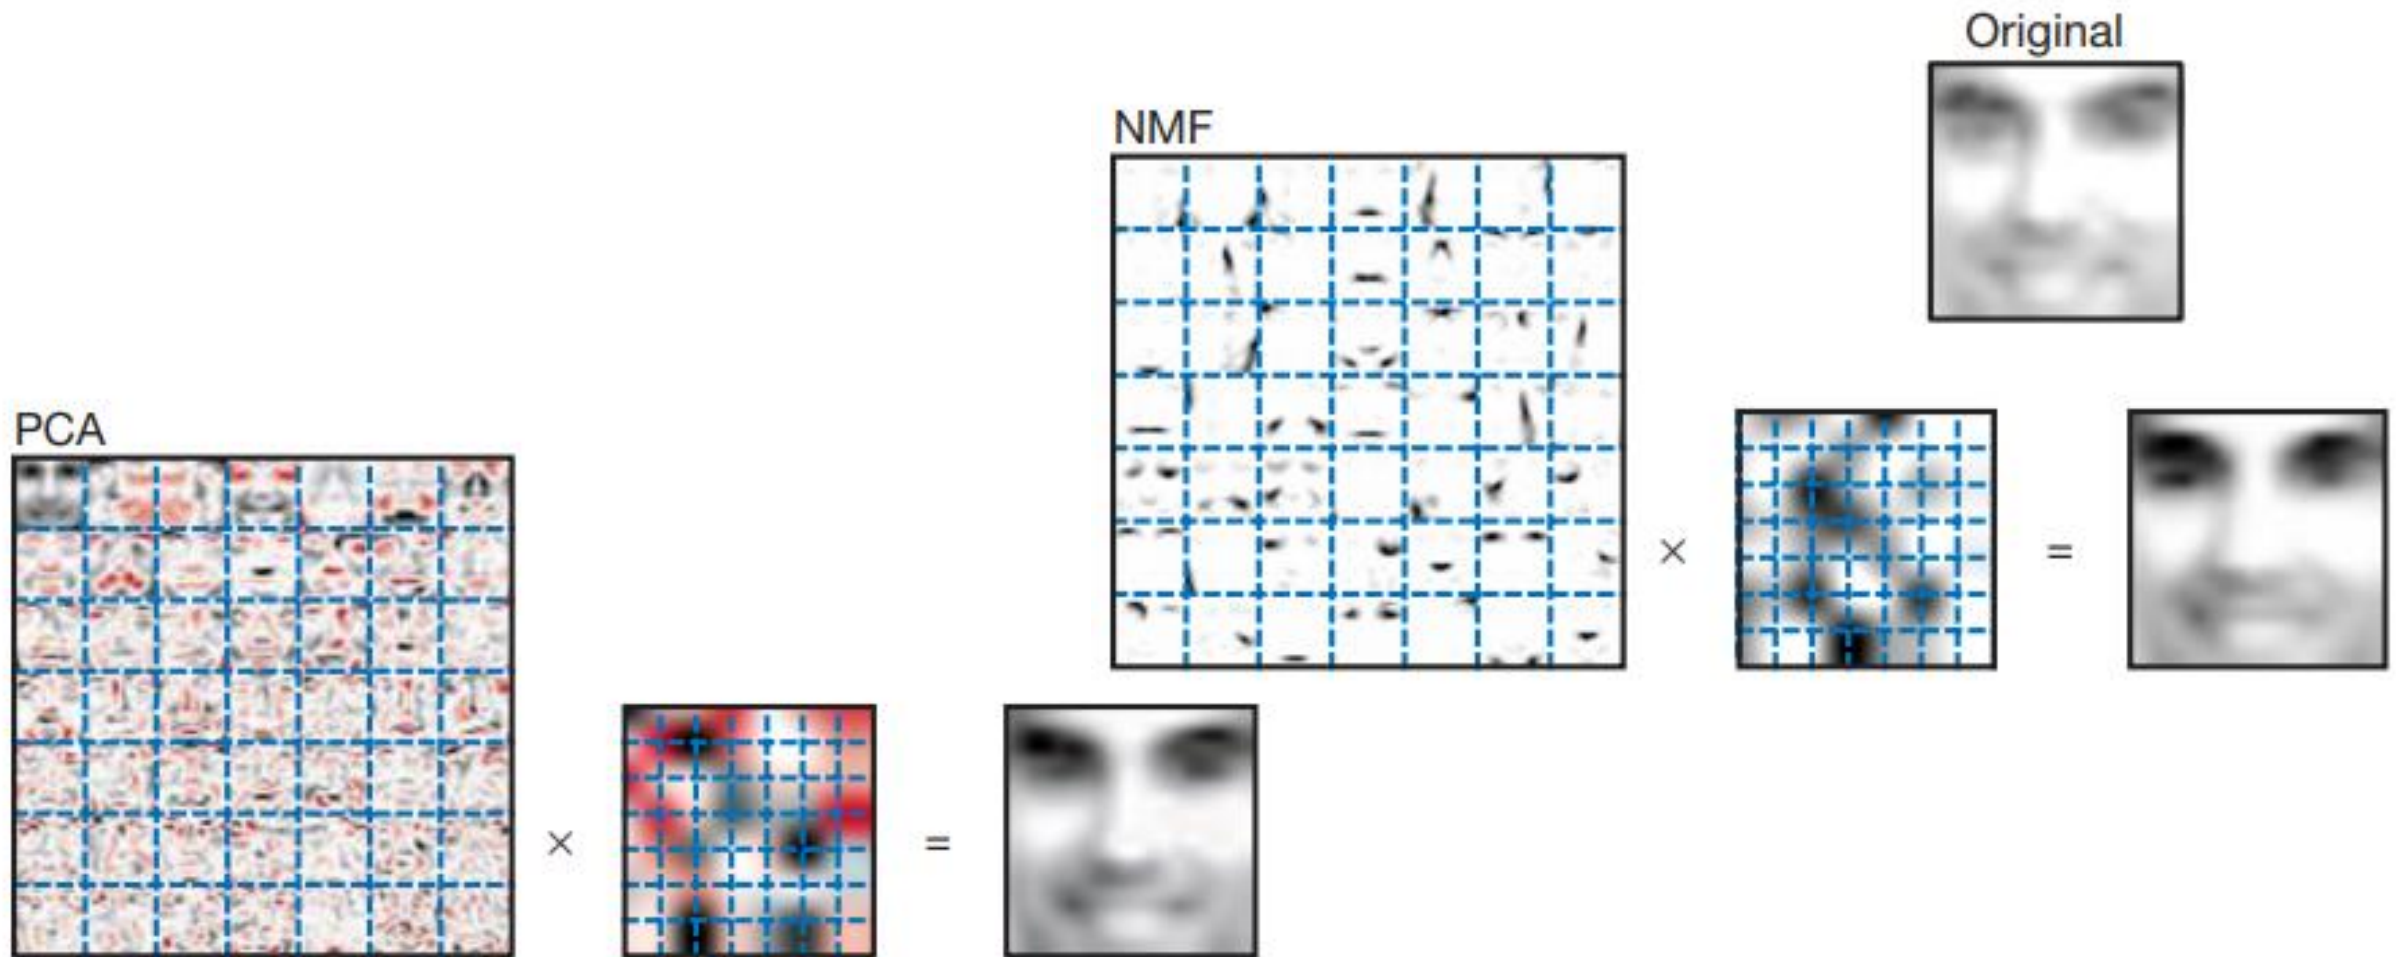 Original
NMF
PCA
×
=
×
=